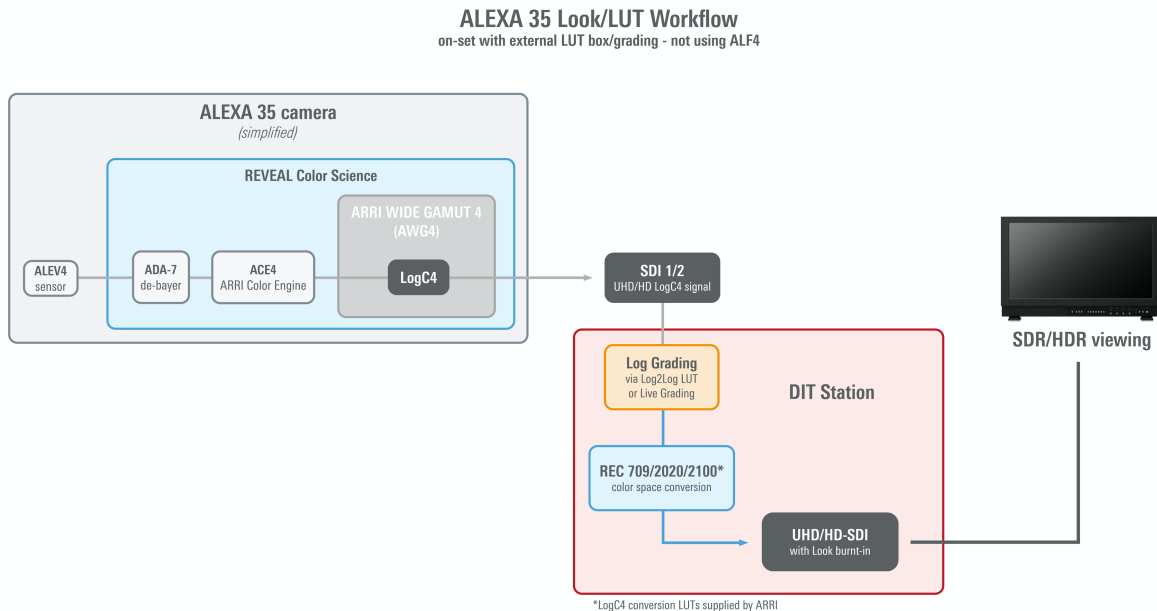 ALEXA 35 Look/LUT Workflow
on-set with external LUT box/grading - not using ALF4
ALEXA 35 camera
(simplified)
REVEAL Color Science
ARRI WIDE GAMUT 4
(AWG4)
ALEV4
sensor
ADA-7
de-bayer
ACE4
ARRI Color Engine
LogC4
SDI 1/2
UHD/HD LogC4 signal
SDR/HDR viewing
Log Grading
via Log2Log LUT
or Live Grading
DIT Station
REC 709/2020/2100*
color space conversion
UHD/HD-SDI
with Look burnt-in
*LogC4 conversion LUTs supplied by ARRI